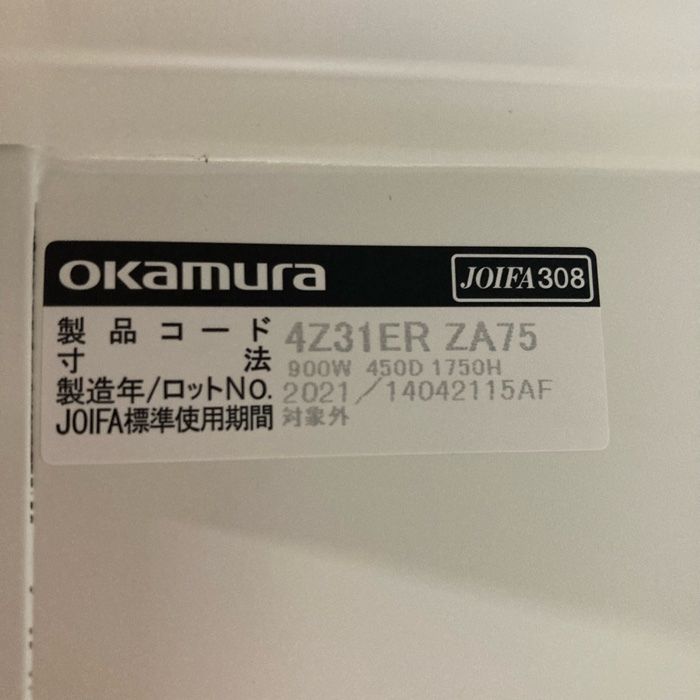 okamura JOIFA308
製品コード 4Z31ER ZA75
寸法 900W 450D 1750H
製造年/ロットNo. 2021/14042115AF
JOIFA標準使用期間 対象外